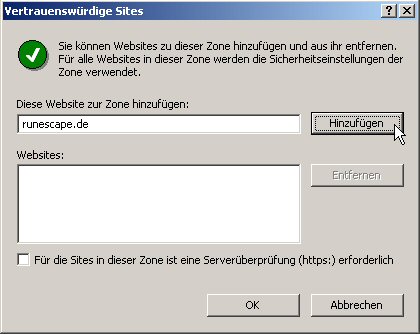 Vertrauenswürdige Sites
Sie können Websites zu dieser Zone hinzufügen und aus ihr entfernen.
Für alle Websites in dieser Zone werden die Sicherheitseinstellungen der
Zone verwendet.
Diese Website zur Zone hinzufügen:
runescape.de
Hinzufügen
Websites:
Entfernen
Für die Sites in dieser Zone ist eine Serverüberprüfung (https:) erforderlich
OK
Abbrechen